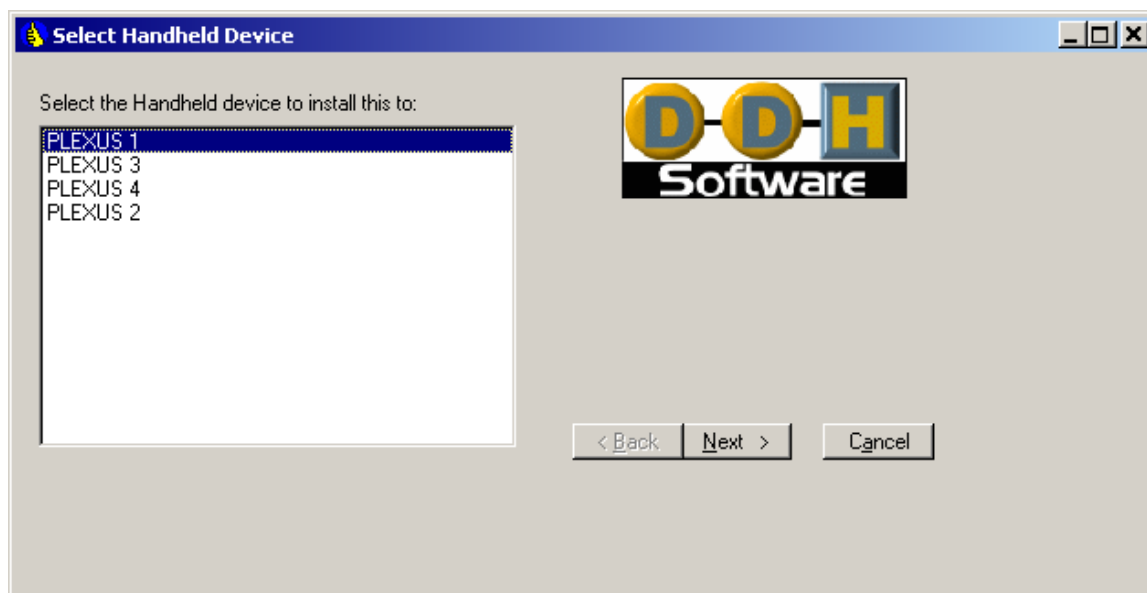 Select Handheld Device
Select the Handheld device to install this to:
PLEXUS 1
PLEXUS 3
PLEXUS 4
PLEXUS 2
D-D-H
Software
< Back
Next >
Cancel